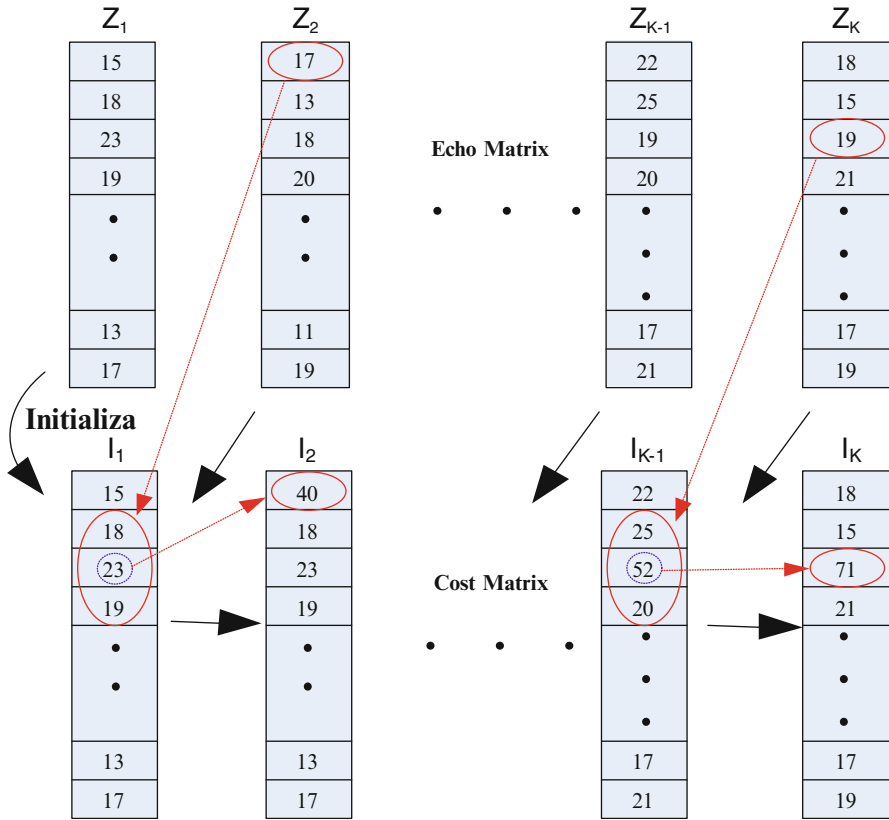 Z1 Z2 ZK-1 ZK
15 17 22 18
18 13 25 15
23 18 19 19
19 20 20 21
Echo Matrix
13 11 17 17
17 19 21 19
Initializa
I1 I2 IK-1 IK
15 40 22 18
18 18 25 15
23 23 52 71
19 19 20 21
Cost Matrix
13 13 17 17
17 17 21 19